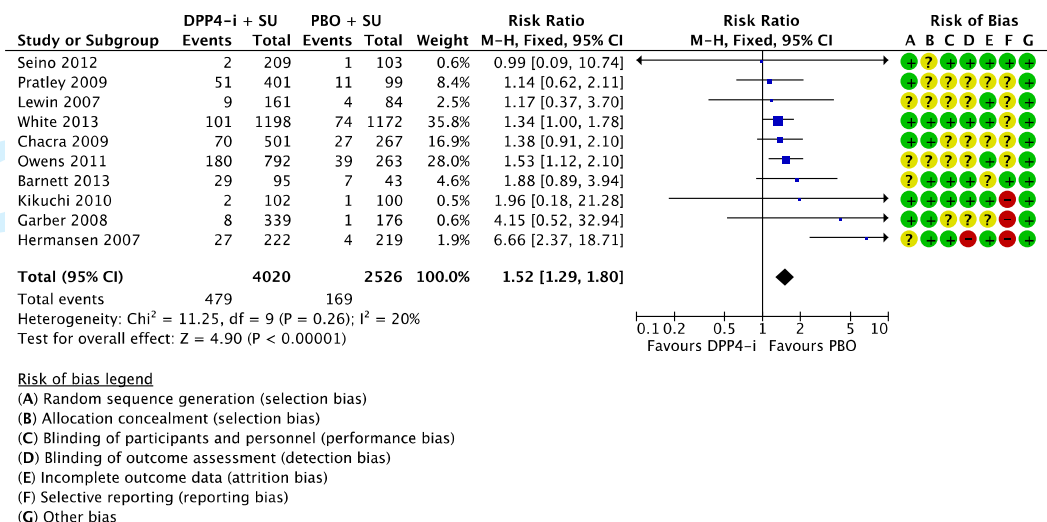 DPP4-i + SU PBO + SU Risk Ratio Risk Ratio Risk of Bias
Study or Subgroup Events Total Events Total Weight M-H, Fixed, 95% CI M-H, Fixed, 95% CI A B C D E F G
Seino 2012 2 209 1 103 0.6% 0.99 [0.09, 10.74] + ? + + + + +
Pratley 2009 51 401 11 99 8.4% 1.14 [0.62, 2.11] + ? ? ? ? ? +
Lewin 2007 9 161 4 84 2.5% 1.17 [0.37, 3.70] ? ? ? ? + ? +
White 2013 101 1198 74 1172 35.8% 1.34 [1.00, 1.78] + + + + + ? +
Chacra 2009 70 501 27 267 16.9% 1.38 [0.91, 2.10] + + ? ? + + +
Owens 2011 180 792 39 263 28.0% 1.53 [1.12, 2.10] ? ? ? ? + ? +
Barnett 2013 29 95 7 43 4.6% 1.88 [0.89, 3.94] ? + + + ? + +
Kikuchi 2010 2 102 1 100 0.5% 1.96 [0.18, 21.28] + + + + + - +
Garber 2008 8 339 1 176 0.6% 4.15 [0.52, 32.94] + + ? ? ? - +
Hermansen 2007 27 222 4 219 1.9% 6.66 [2.37, 18.71] ? + + - + - +
Total (95% CI) 4020 2526 100.0% 1.52 [1.29, 1.80]
Total events 479 169
Heterogeneity: Chi² = 11.25, df = 9 (P = 0.26); I² = 20%
Test for overall effect: Z = 4.90 (P < 0.00001)
0.1 0.2 1 2 5 10
Favours DPP4-i Favours PBO
Risk of bias legend
(A) Random sequence generation (selection bias)
(B) Allocation concealment (selection bias)
(C) Blinding of participants and personnel (performance bias)
(D) Blinding of outcome assessment (detection bias)
(E) Incomplete outcome data (attrition bias)
(F) Selective reporting (reporting bias)
(G) Other bias